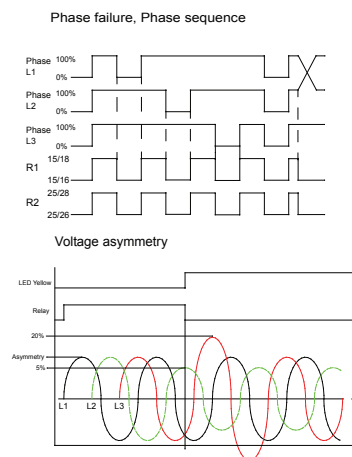 Phase failure, Phase sequence
Phase 100%
L1
0%
Phase 100%
L2
0%
Phase 100%
L3
0%
15/18
R1
15/16
25/28
R2
25/26
Voltage asymmetry
LED Yellow
Relay
20%
Asymmetry
5%
L1 L2 L3